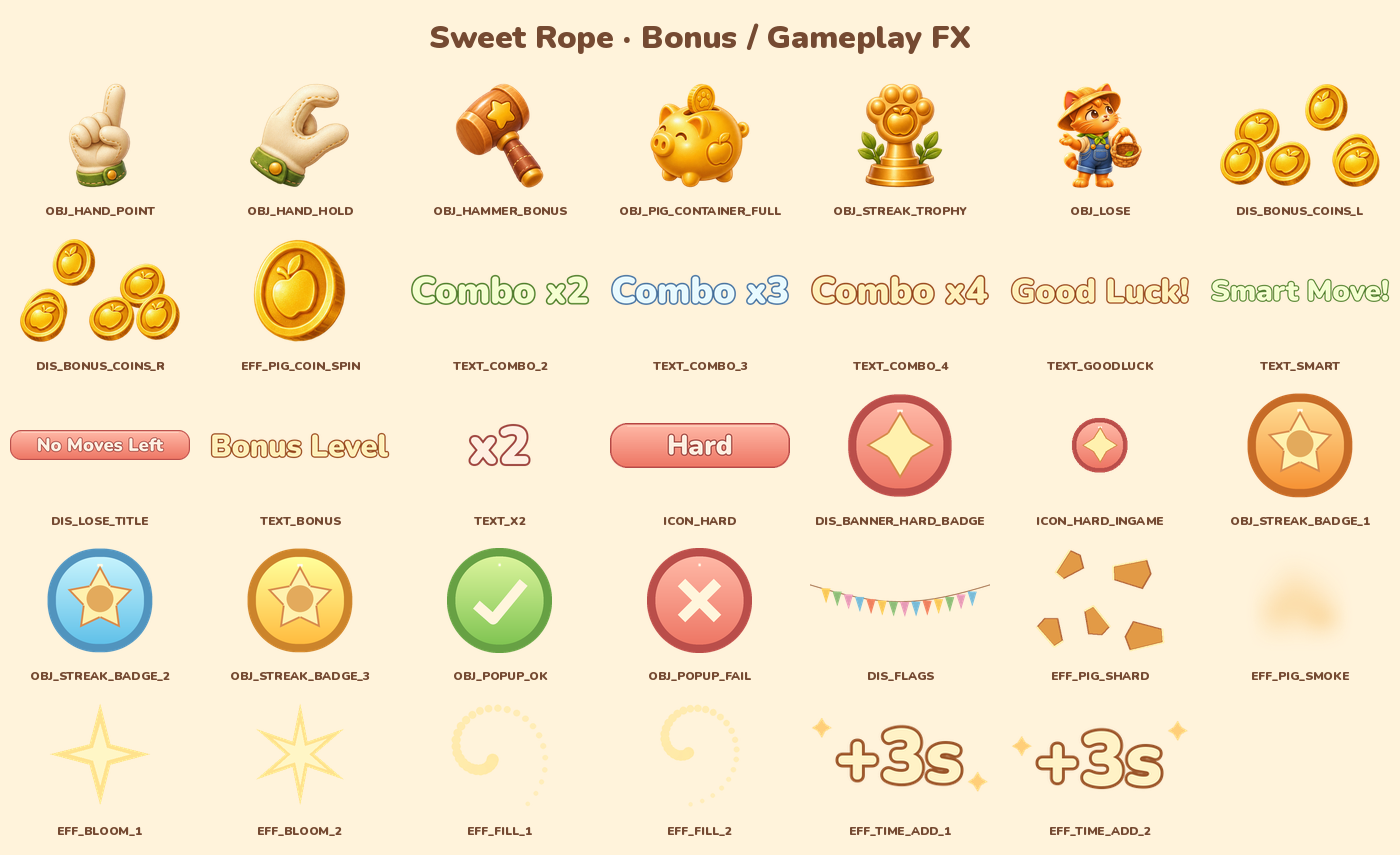 Sweet Rope · Bonus / Gameplay FX
OBJ_HAND_POINT
OBJ_HAND_HOLD
OBJ_HAMMER_BONUS
OBJ_PIG_CONTAINER_FULL
OBJ_STREAK_TROPHY
OBJ_LOSE
DIS_BONUS_COINS_L
Combo x2
Combo x3
Combo x4
Good Luck!
Smart Move!
DIS_BONUS_COINS_R
EFF_PIG_COIN_SPIN
TEXT_COMBO_2
TEXT_COMBO_3
TEXT_COMBO_4
TEXT_GOODLUCK
TEXT_SMART
No Moves Left
Bonus Level
x2
Hard
DIS_LOSE_TITLE
TEXT_BONUS
TEXT_X2
ICON_HARD
DIS_BANNER_HARD_BADGE
ICON_HARD_INGAME
OBJ_STREAK_BADGE_1
OBJ_STREAK_BADGE_2
OBJ_STREAK_BADGE_3
OBJ_POPUP_OK
OBJ_POPUP_FAIL
DIS_FLAGS
EFF_PIG_SHARD
EFF_PIG_SMOKE
+3s
+3s
EFF_BLOOM_1
EFF_BLOOM_2
EFF_FILL_1
EFF_FILL_2
EFF_TIME_ADD_1
EFF_TIME_ADD_2